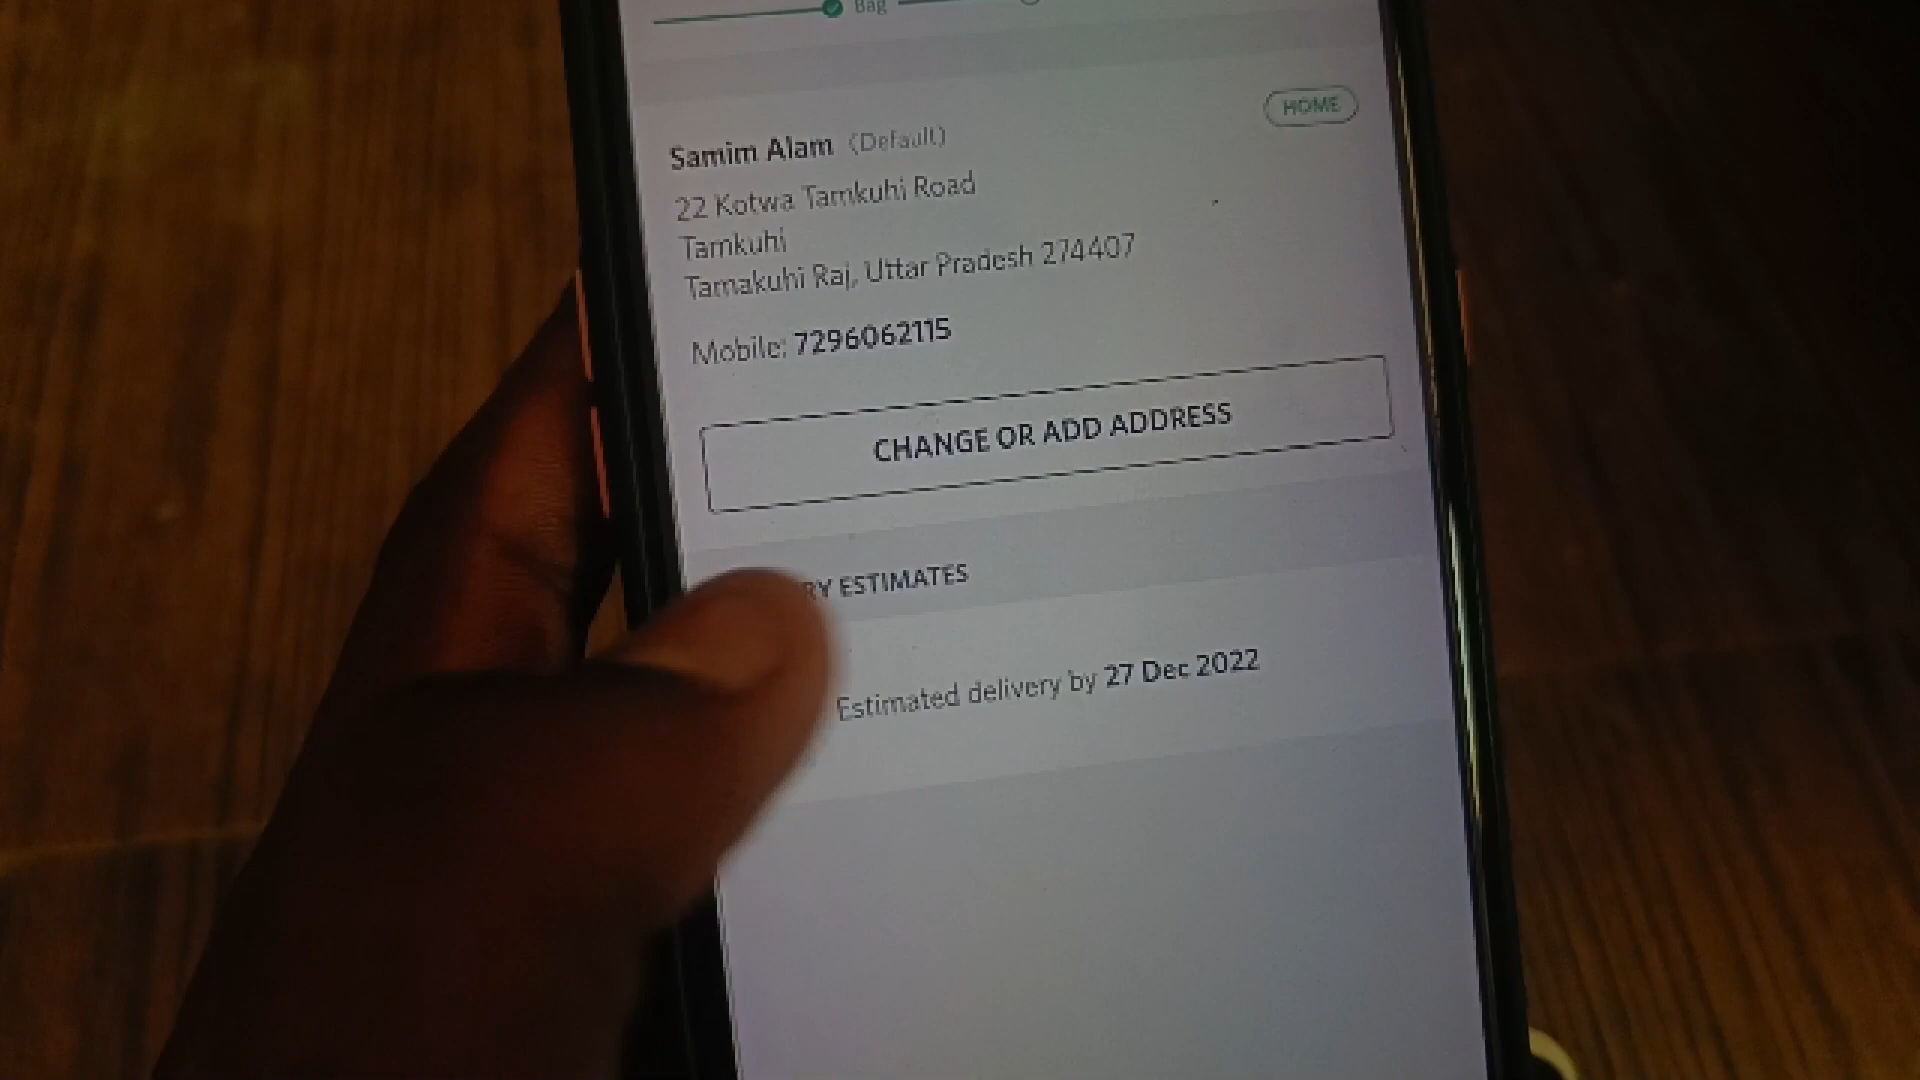 Bag
HOME
Samim Alam (Default)
22 Kotwa Tamkuhi Road
Tamkuhi
Tamakuhi Raj, Uttar Pradesh 274407
Mobile: 7296062115
CHANGE OR ADD ADDRESS
ESTIMATES
Estimated delivery by 27 Dec 2022